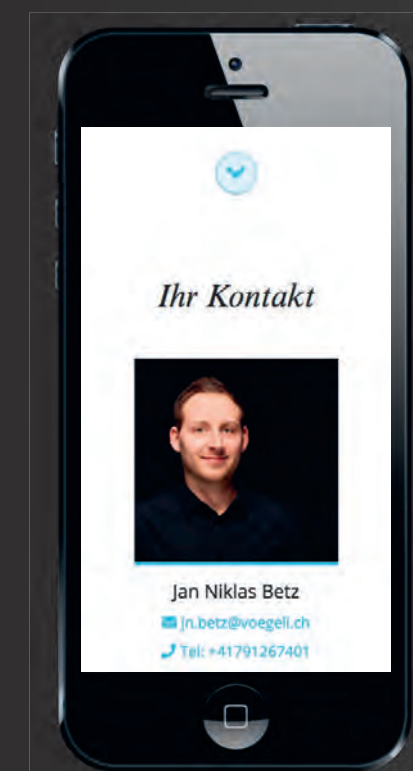 Ihr Kontakt
Jan Niklas Betz
jn.betz@voegeli.ch
Tel: +41791267401